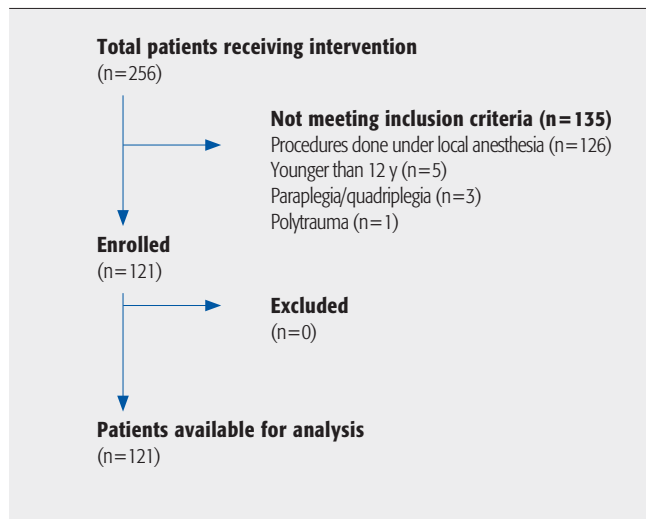 Total patients receiving intervention
(n=256)
Not meeting inclusion criteria (n=135)
Procedures done under local anesthesia (n=126)
Younger than 12 y (n=5)
Paraplegia/quadriplegia (n=3)
Polytrauma (n=1)
Enrolled
(n=121)
Excluded
(n=0)
Patients available for analysis
(n=121)